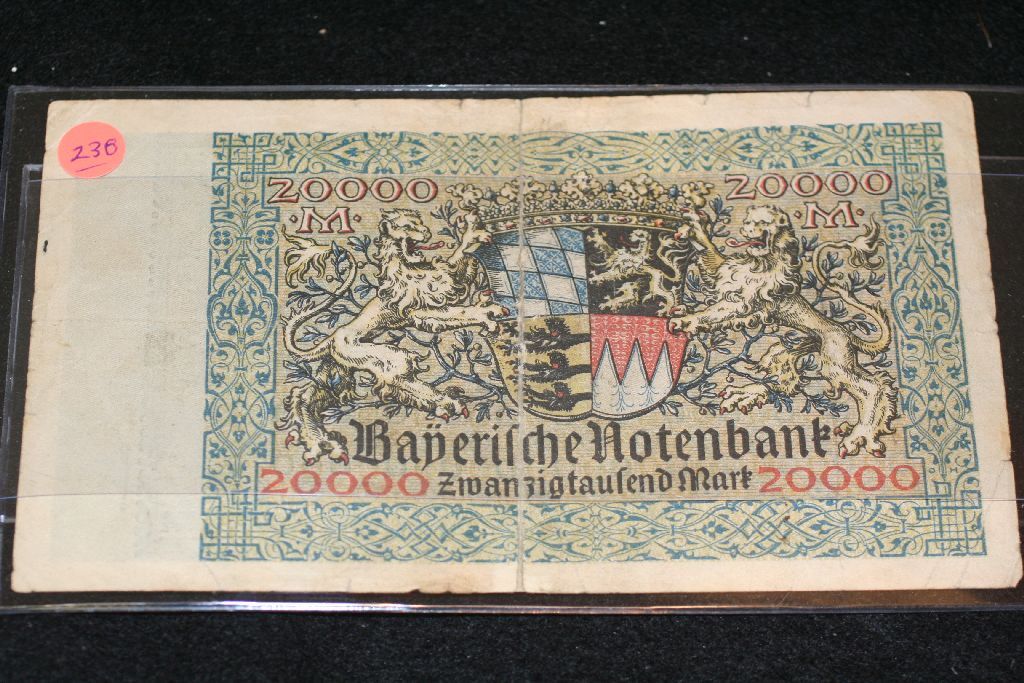 238
20000 20000
·M· ·M·
Bayerische Notenbank
20000 Zwanzigtausend Mark 20000